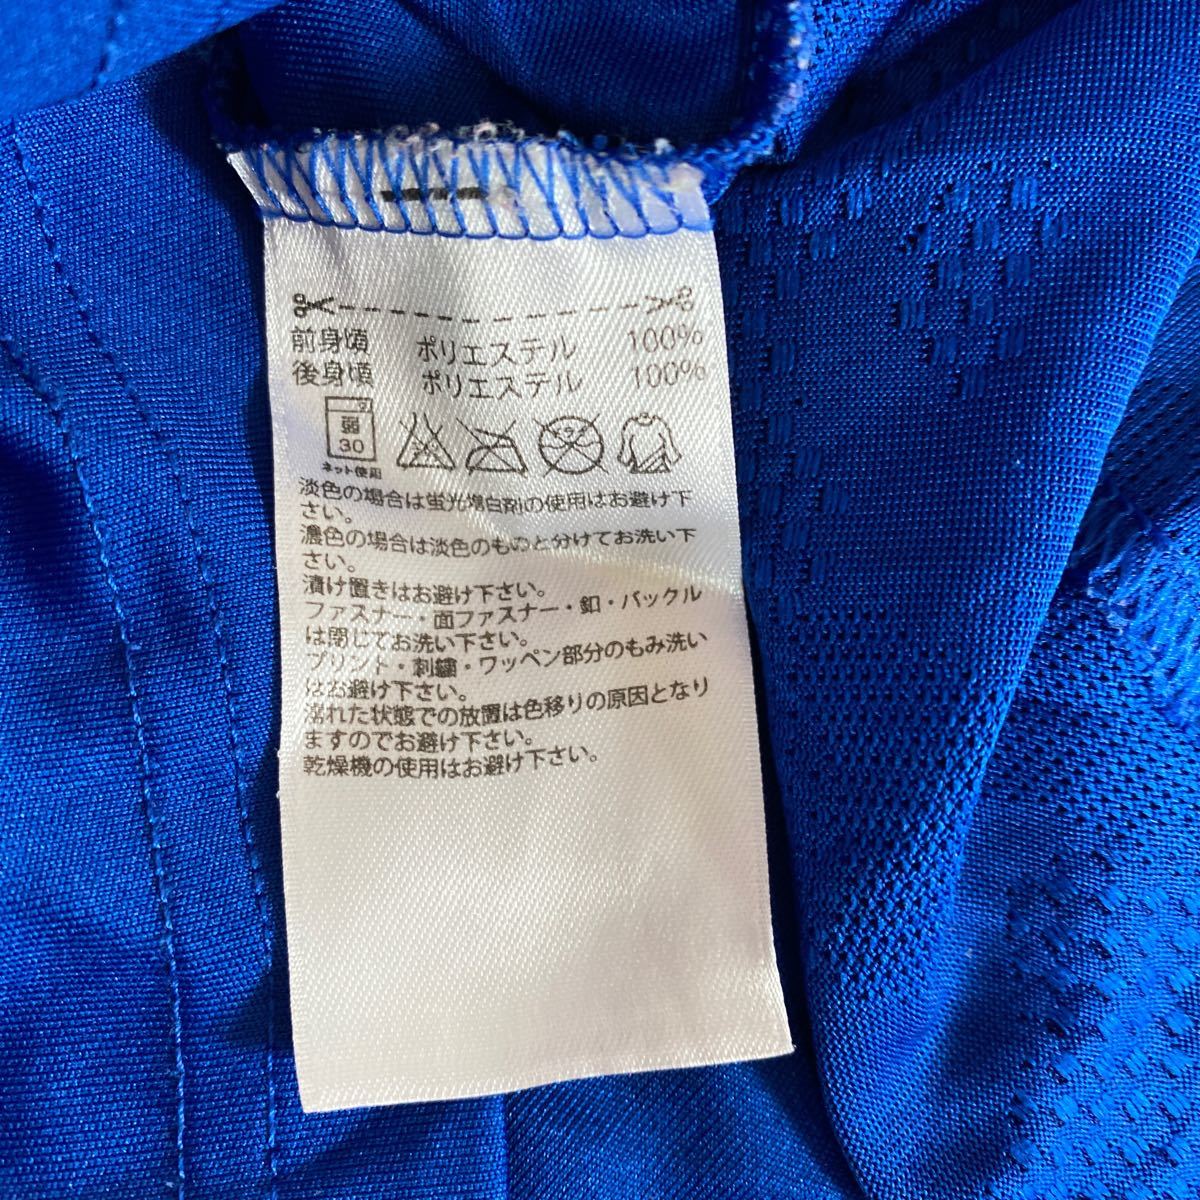 前身頃 ポリエステル 100%
後身頃 ポリエステル 100%
弱
30
ネット使用
淡色の場合は蛍光増白剤の使用はお避け下
さい。
濃色の場合は淡色のものと分けてお洗い下
さい。
漬け置きはお避け下さい。
ファスナー・面ファスナー・釦・バックル
は閉じてお洗い下さい。
プリント・刺繍・ワッペン部分のもみ洗い
はお避け下さい。
濡れた状態での放置は色移りの原因となり
ますのでお避け下さい。
乾燥機の使用はお避け下さい。